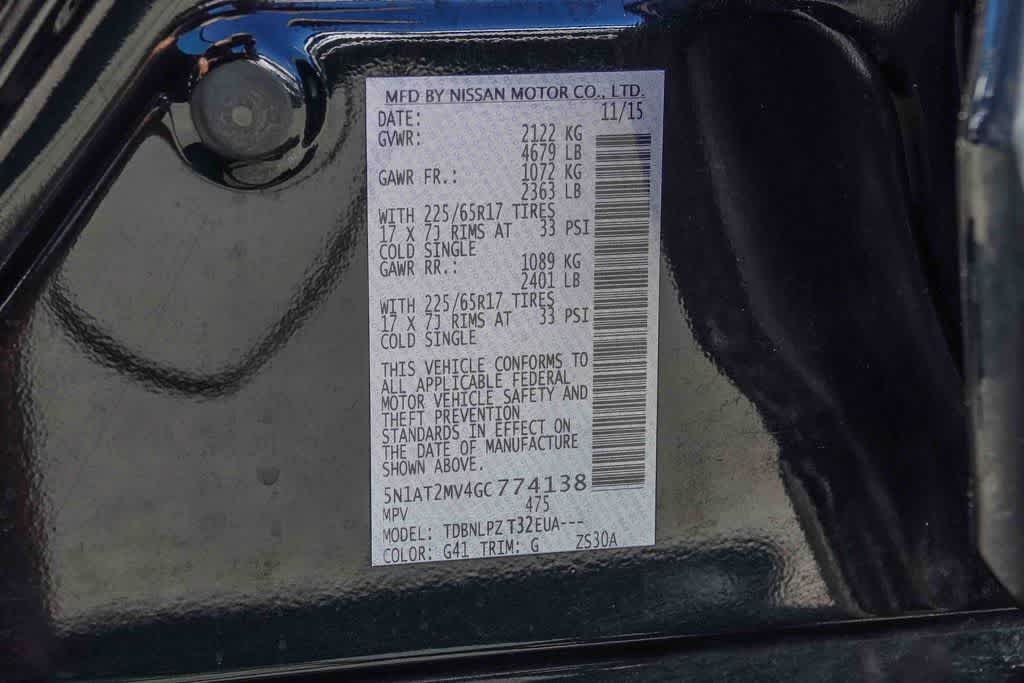 MFD BY NISSAN MOTOR CO., LTD.
DATE: 11/15
GVWR: 2122 KG
4679 LB
GAWR FR.: 1072 KG
2363 LB
WITH 225/65R17 TIRES
17 X 7J RIMS AT 33 PSI
COLD SINGLE
GAWR RR.: 1089 KG
2401 LB
WITH 225/65R17 TIRES
17 X 7J RIMS AT 33 PSI
COLD SINGLE
THIS VEHICLE CONFORMS TO
ALL APPLICABLE FEDERAL
MOTOR VEHICLE SAFETY AND
THEFT PREVENTION
STANDARDS IN EFFECT ON
THE DATE OF MANUFACTURE
SHOWN ABOVE.
5N1AT2MV4GC774138
MPV 475
MODEL: TDBNLPZ T32EUA---
COLOR: G41 TRIM: G ZS30A